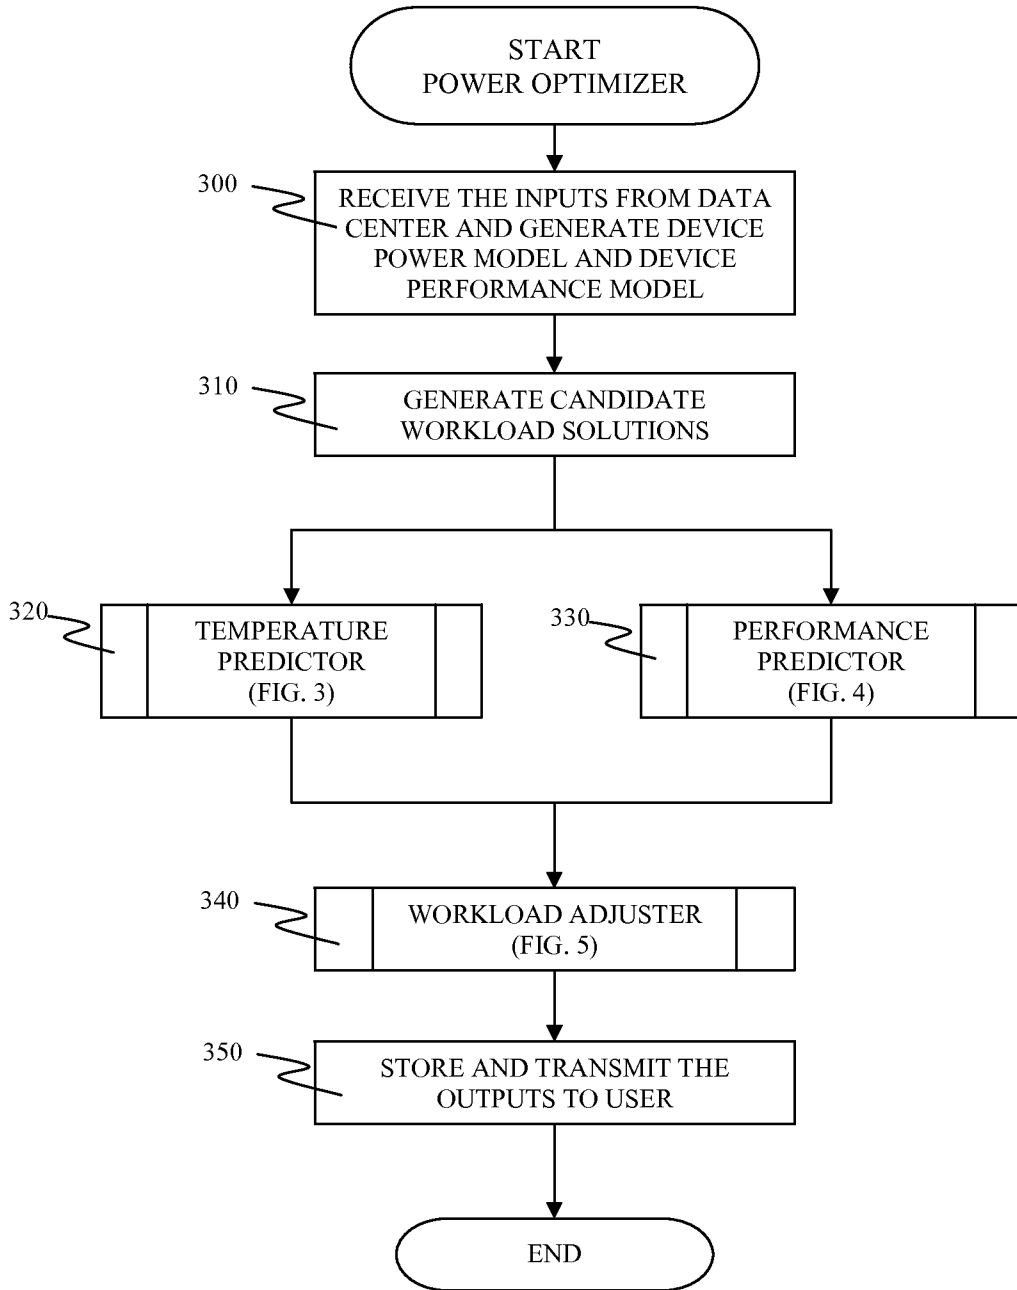 START
POWER OPTIMIZER
300
RECEIVE THE INPUTS FROM DATA
CENTER AND GENERATE DEVICE
POWER MODEL AND DEVICE
PERFORMANCE MODEL
310
GENERATE CANDIDATE
WORKLOAD SOLUTIONS
320
TEMPERATURE
PREDICTOR
(FIG. 3)
330
PERFORMANCE
PREDICTOR
(FIG. 4)
340
WORKLOAD ADJUSTER
(FIG. 5)
350
STORE AND TRANSMIT THE
OUTPUTS TO USER
END